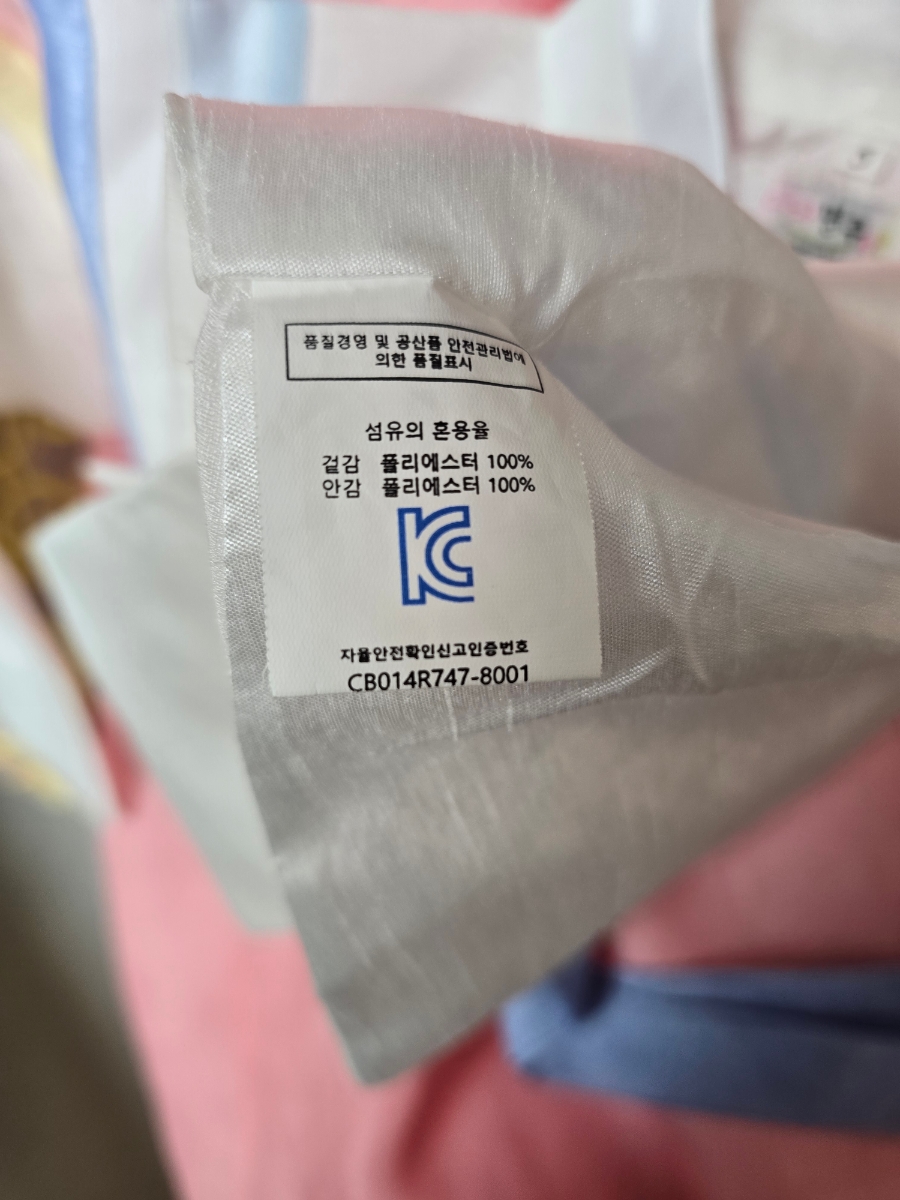 품질경영 및 공산품 안전관리법에
의한 품질표시
섬유의 혼용율
겉감 폴리에스터 100%
안감 폴리에스터 100%
KC
자율안전확인신고인증번호
CB014R747-8001